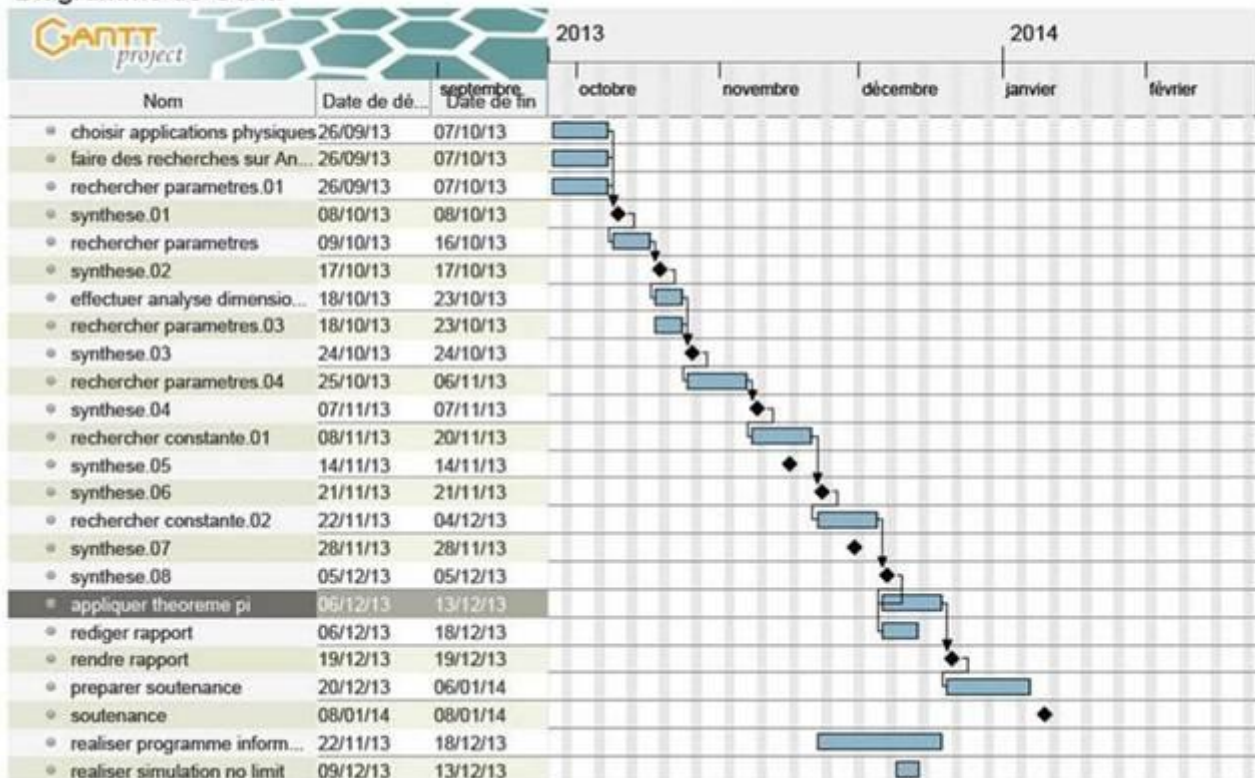 GANTT
project
2013 2014
septembre octobre novembre décembre janvier février
Nom Date de dé... Date de fin
choisir applications physiques 26/09/13 07/10/13
faire des recherches sur An... 26/09/13 07/10/13
rechercher parametres.01 26/09/13 07/10/13
synthese.01 08/10/13 08/10/13
rechercher parametres 09/10/13 16/10/13
synthese.02 17/10/13 17/10/13
effectuer analyse dimensio... 18/10/13 23/10/13
rechercher parametres.03 18/10/13 23/10/13
synthese.03 24/10/13 24/10/13
rechercher parametres.04 25/10/13 06/11/13
synthese.04 07/11/13 07/11/13
rechercher constante.01 08/11/13 20/11/13
synthese.05 14/11/13 14/11/13
synthese.06 21/11/13 21/11/13
rechercher constante.02 22/11/13 04/12/13
synthese.07 28/11/13 28/11/13
synthese.08 05/12/13 05/12/13
appliquer theoreme pi 06/12/13 13/12/13
rediger rapport 06/12/13 18/12/13
rendre rapport 19/12/13 19/12/13
preparer soutenance 20/12/13 06/01/14
soutenance 08/01/14 08/01/14
realiser programme inform... 22/11/13 18/12/13
realiser simulation no limit 09/12/13 13/12/13